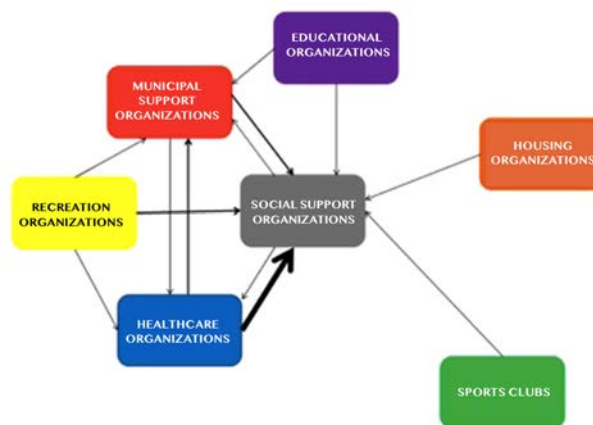 EDUCATIONAL
ORGANIZATIONS
MUNICIPAL
SUPPORT
ORGANIZATIONS
HOUSING
ORGANIZATIONS
RECREATION
ORGANIZATIONS
SOCIAL SUPPORT
ORGANIZATIONS
HEALTHCARE
ORGANIZATIONS
SPORTS CLUBS